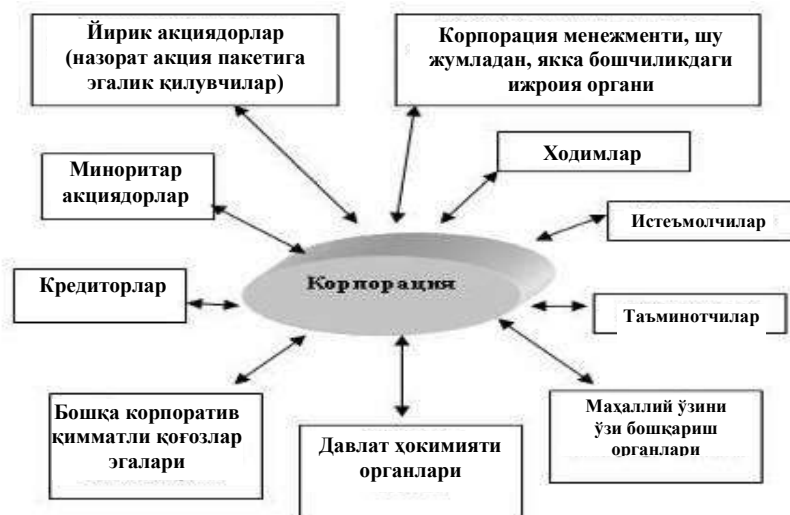 Йирик акциядорлар
(назорат акция пакетига
эгалик қилувчилар)
Корпорация менежменти, шу
жумладан, якка бошчиликдаги
ижроия органи
Ходимлар
Миноритар
акциядорлар
Истеъмолчилар
Корпорация
Кредиторлар
Таъминотчилар
Бошқа корпоратив
қимматли қоғозлар
эгалари
Давлат ҳокимияти
органлари
Маҳаллий ўзини
ўзи бошқариш
органлари